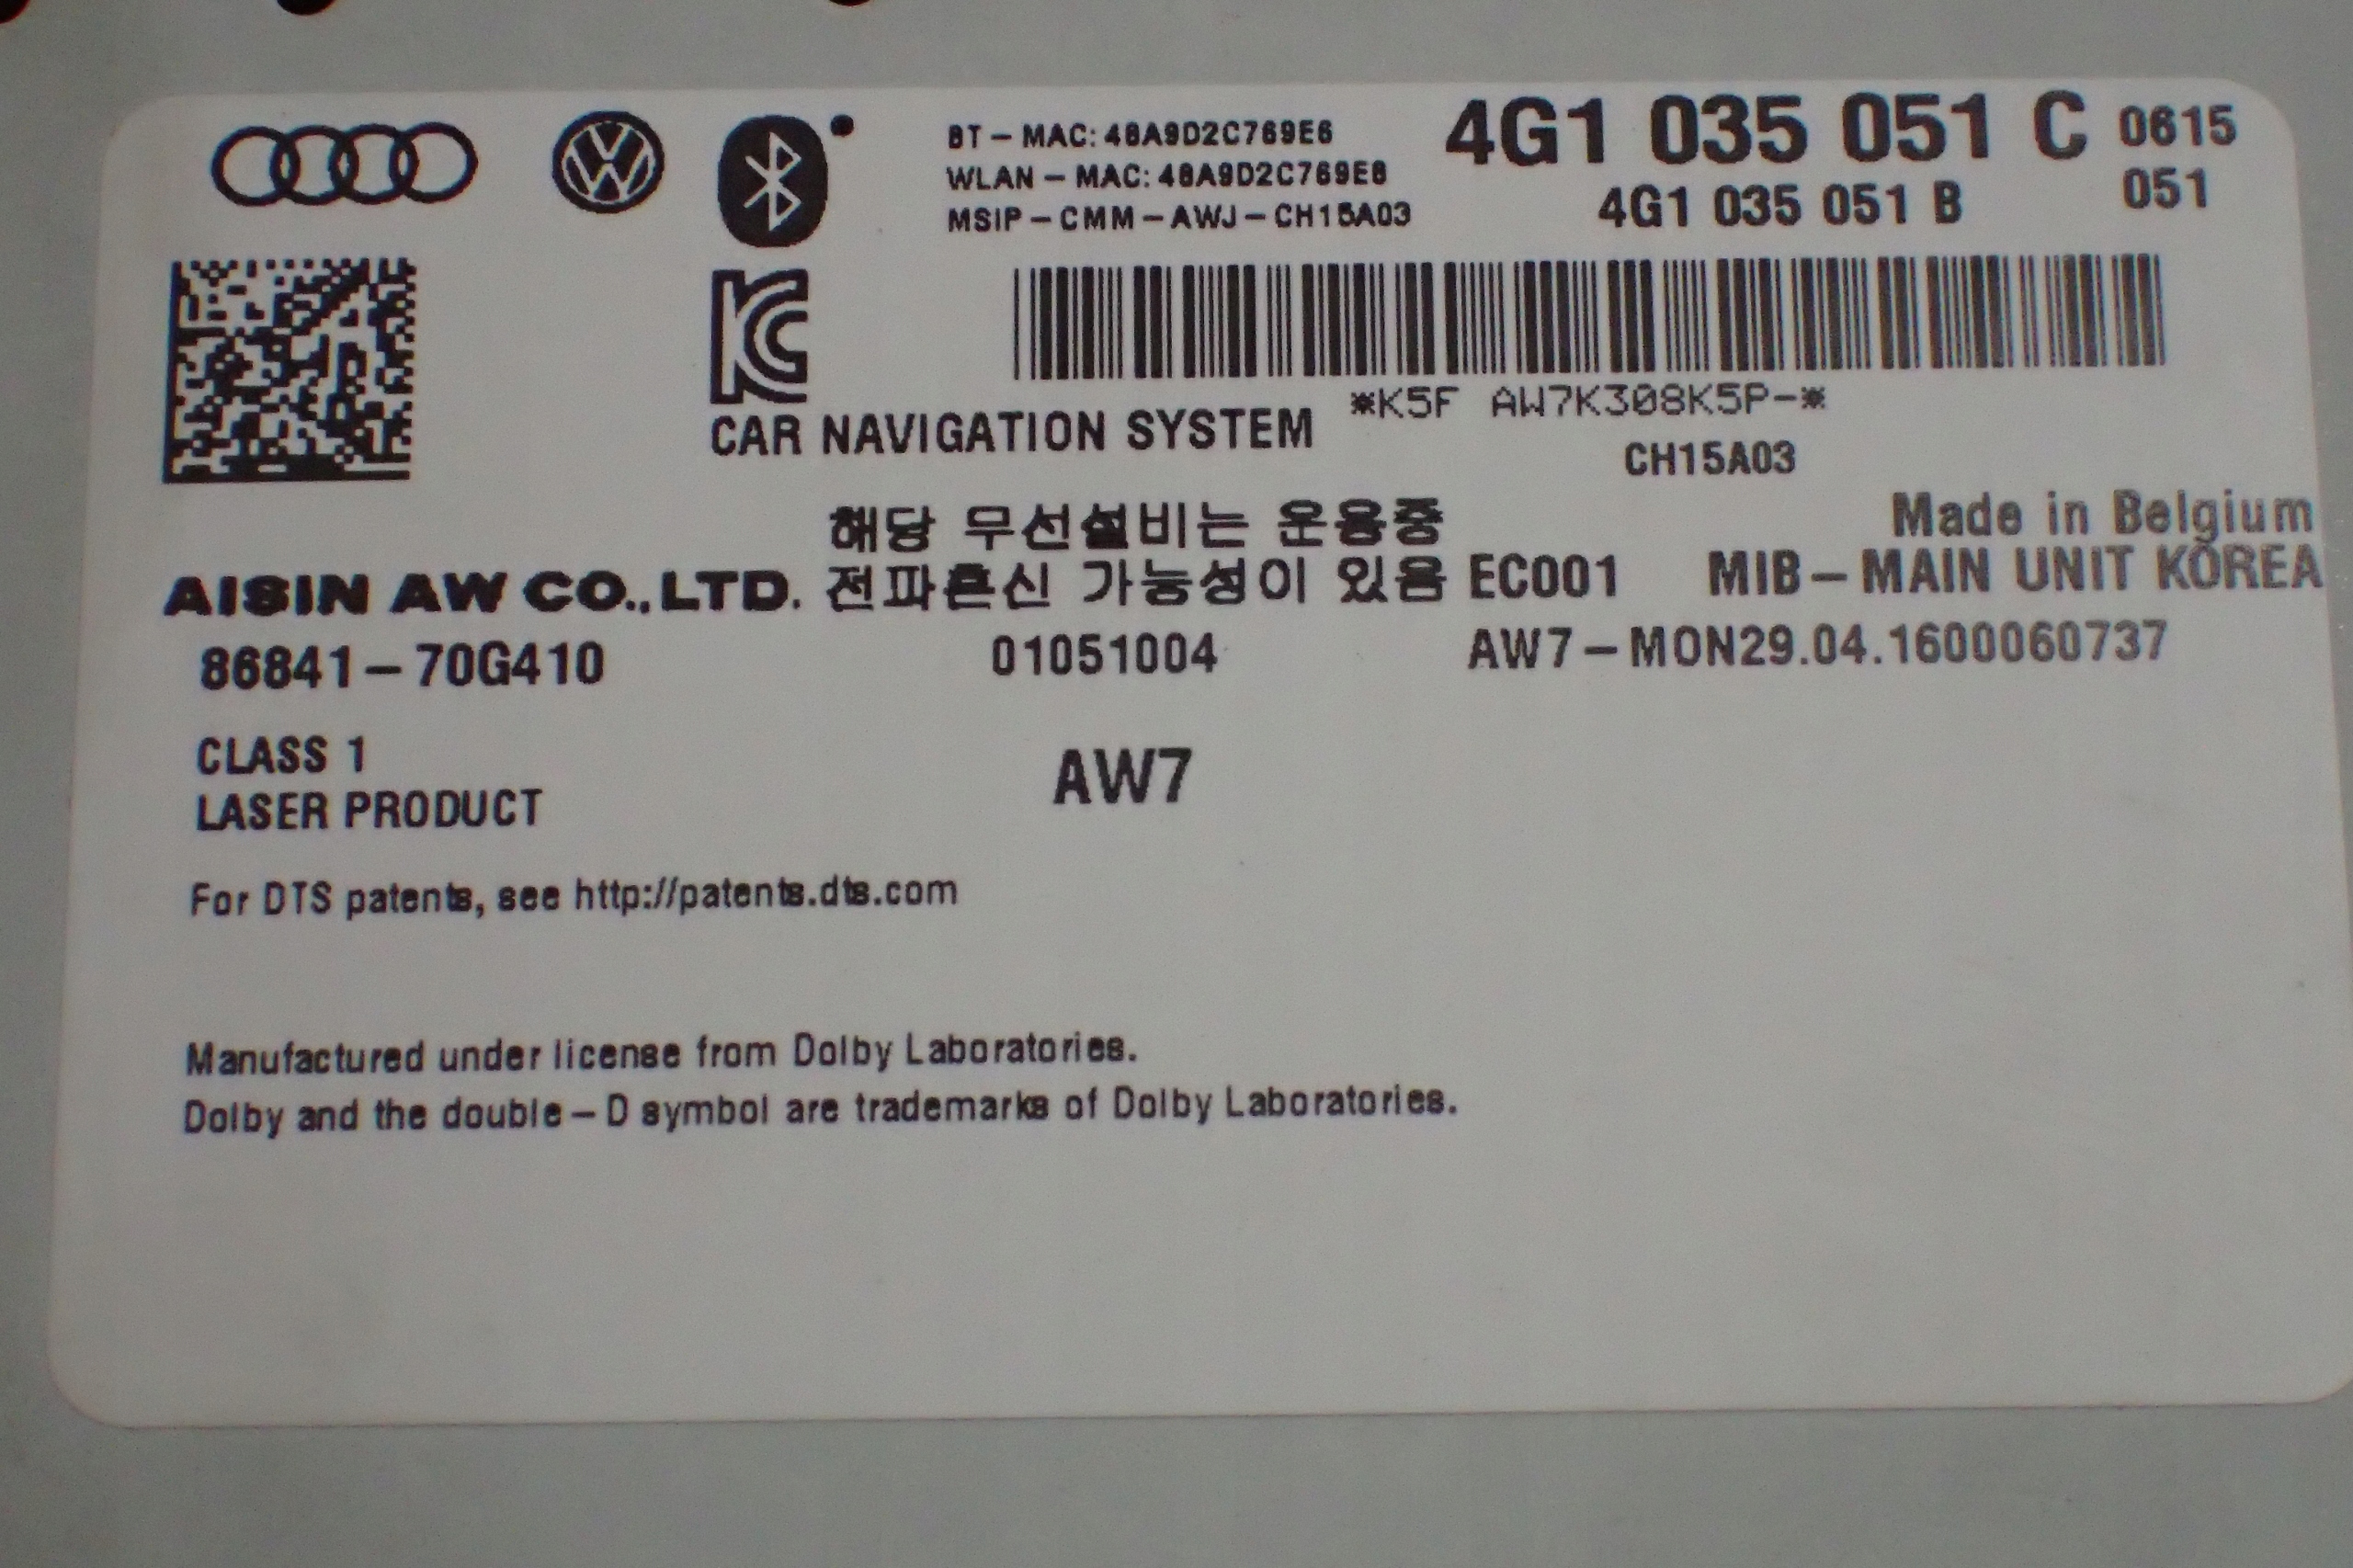 BT-MAC: 48A9D2C769E6
WLAN-MAC: 48A9D2C769E8
MSIP-CMM-AWJ-CH15A03
4G1 035 051 C 0615
4G1 035 051 B 051
*K5F AW7K308K5P-*
CAR NAVIGATION SYSTEM
CH15A03
해당 무선설비는 운용중
Made in Belgium
AISIN AW CO., LTD. 전파혼신 가능성이 있음 EC001 MIB-MAIN UNIT KOREA
86841-70G410 01051004 AW7-MON29.04.1600060737
CLASS 1
LASER PRODUCT
AW7
For DTS patents, see http://patents.dts.com
Manufactured under license from Dolby Laboratories.
Dolby and the double-D symbol are trademarks of Dolby Laboratories.